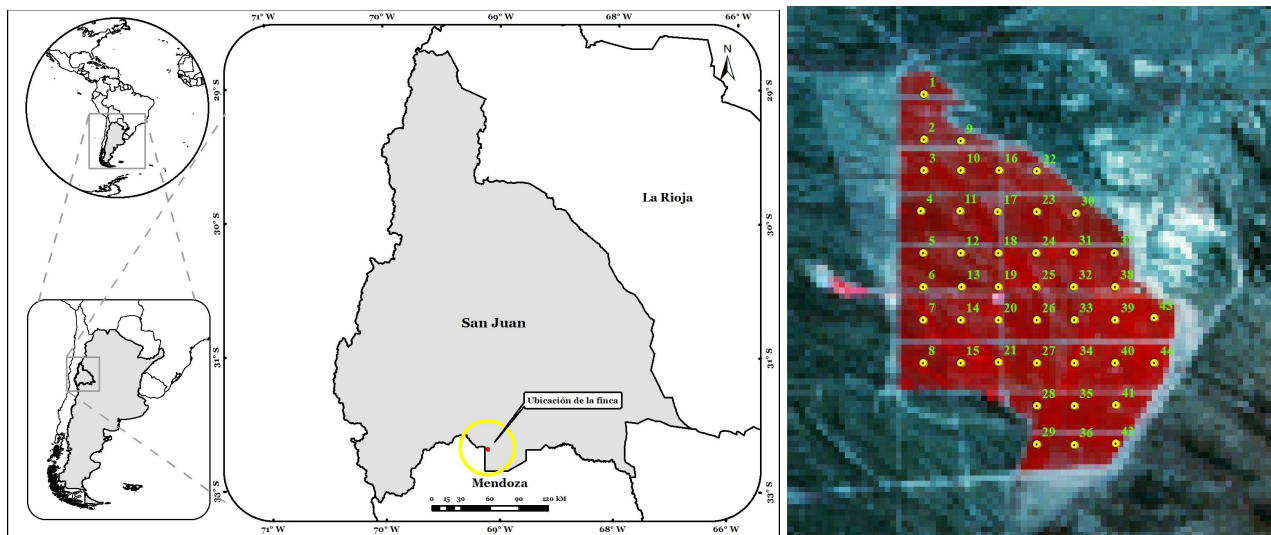 71° W 70° W 69° W 68° W 67° W 66° W
N
29° S 29° S
La Rioja
30° S 30° S
San Juan
31° S 31° S
Ubicación de la finca
Mendoza
0 15 30 60 90 120 kM
33° S 33° S
71° W 70° W 69° W 68° W 67° W 66° W
1
2 9
3 10 16 22
4 11 17 23 30
5 12 18 24 31 37
6 13 19 25 32 38
7 14 20 26 33 39 43
8 15 21 27 34 40 44
28 35 41
29 36 42